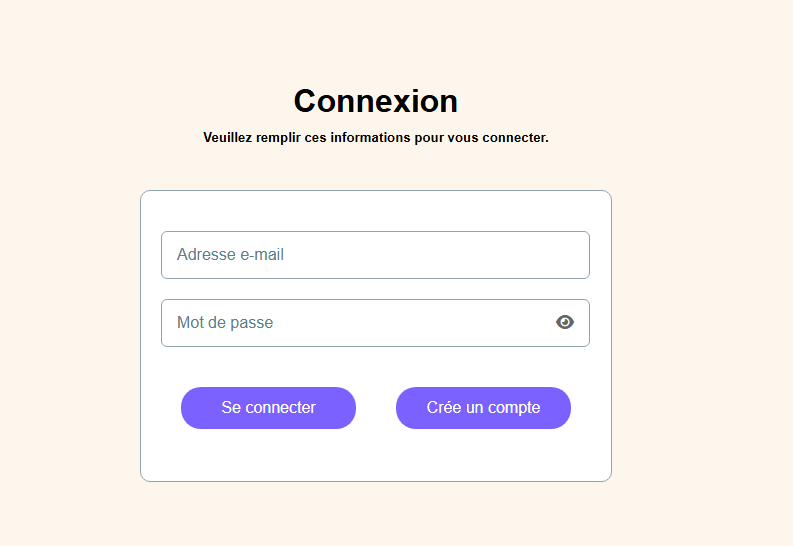 Connexion
Veuillez remplir ces informations pour vous connecter.
Adresse e-mail
Mot de passe
Se connecter
Crée un compte